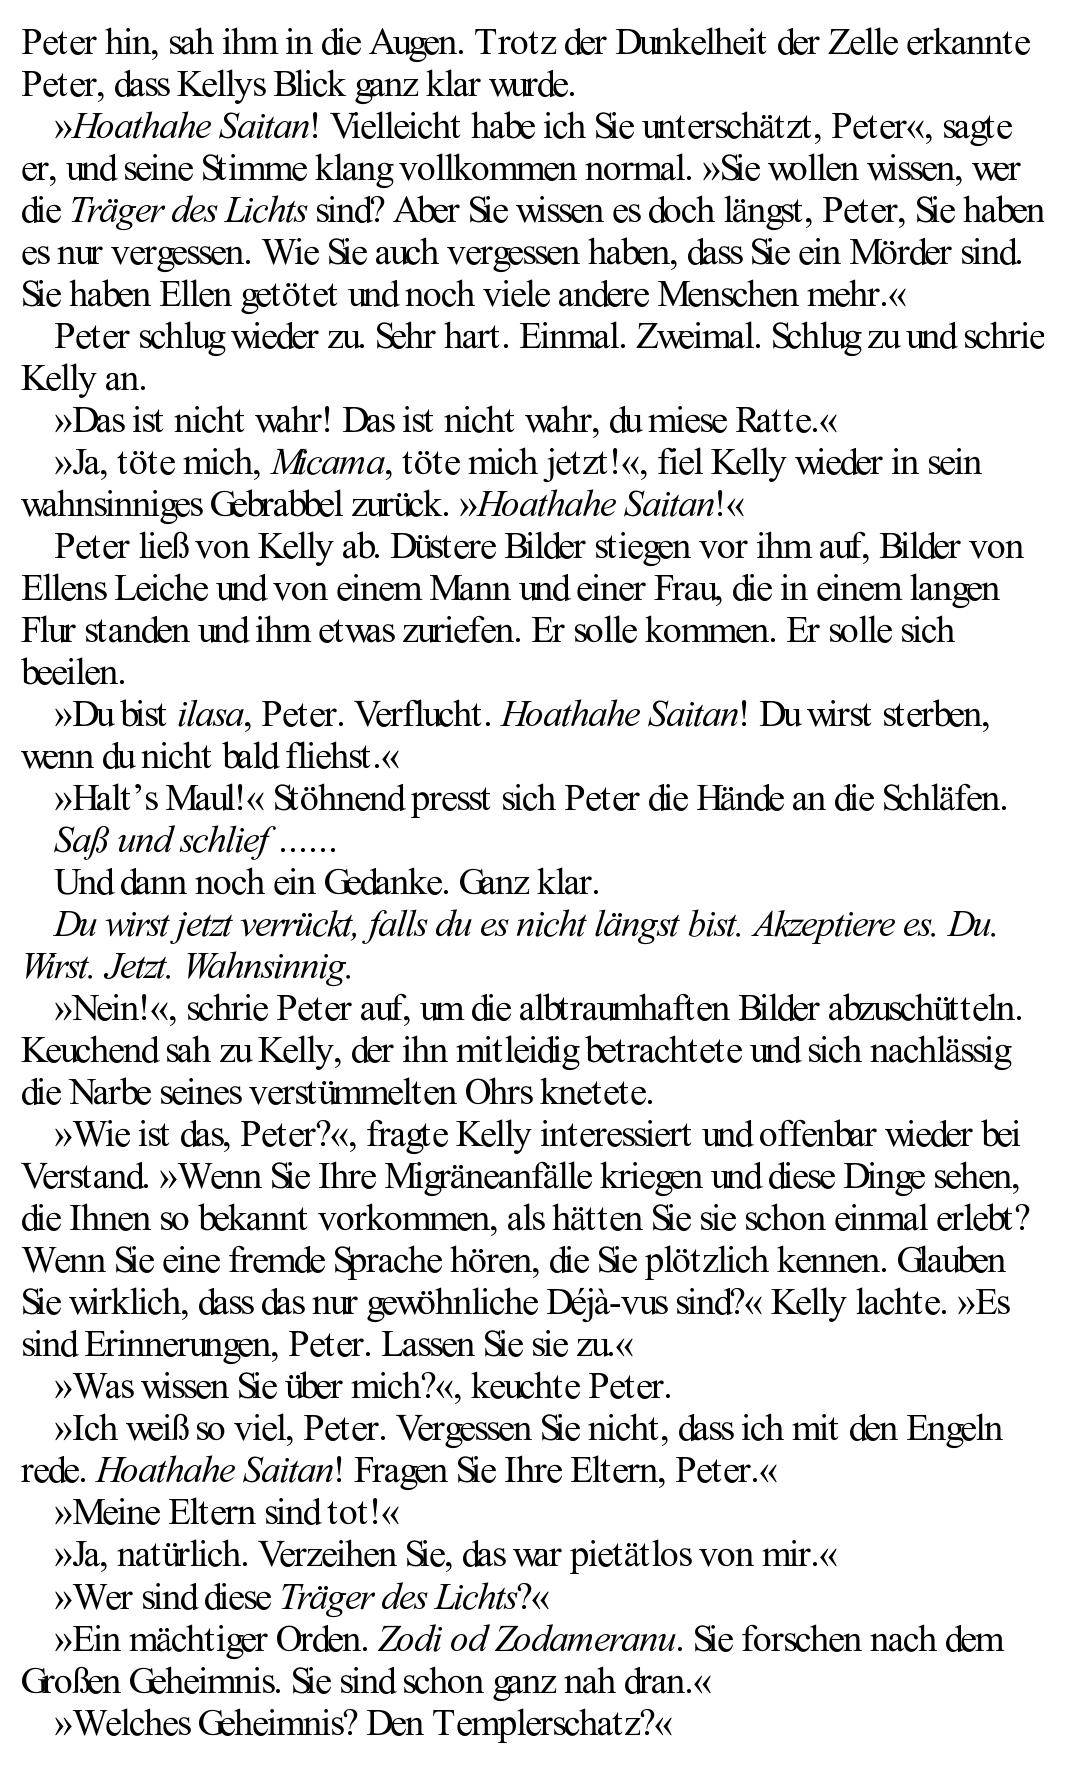 Peter hin, sah ihm in die Augen. Trotz der Dunkelheit der Zelle erkannte
Peter, dass Kellys Blick ganz klar wurde.
»Hoathahe Saitan! Vielleicht habe ich Sie unterschätzt, Peter«, sagte
er, und seine Stimme klang vollkommen normal. »Sie wollen wissen, wer
die Träger des Lichts sind? Aber Sie wissen es doch längst, Peter, Sie haben
es nur vergessen. Wie Sie auch vergessen haben, dass Sie ein Mörder sind.
Sie haben Ellen getötet und noch viele andere Menschen mehr.«
Peter schlug wieder zu. Sehr hart. Einmal. Zweimal. Schlug zu und schrie
Kelly an.
»Das ist nicht wahr! Das ist nicht wahr, du miese Ratte.«
»Ja, töte mich, Micama, töte mich jetzt!«, fiel Kelly wieder in sein
wahnsinniges Gebrabbel zurück. »Hoathahe Saitan!«
Peter ließ von Kelly ab. Düstere Bilder stiegen vor ihm auf, Bilder von
Ellens Leiche und von einem Mann und einer Frau, die in einem langen
Flur standen und ihm etwas zuriefen. Er solle kommen. Er solle sich
beeilen.
»Du bist ilasa, Peter. Verflucht. Hoathahe Saitan! Du wirst sterben,
wenn du nicht bald fliehst.«
»Halt’s Maul!« Stöhnend presst sich Peter die Hände an die Schläfen.
Saß und schlief ......
Und dann noch ein Gedanke. Ganz klar.
Du wirst jetzt verrückt, falls du es nicht längst bist. Akzeptiere es. Du.
Wirst. Jetzt. Wahnsinnig.
»Nein!«, schrie Peter auf, um die albtraumhaften Bilder abzuschütteln.
Keuchend sah zu Kelly, der ihn mitleidig betrachtete und sich nachlässig
die Narbe seines verstümmelten Ohrs knetete.
»Wie ist das, Peter?«, fragte Kelly interessiert und offenbar wieder bei
Verstand. »Wenn Sie Ihre Migräneanfälle kriegen und diese Dinge sehen,
die Ihnen so bekannt vorkommen, als hätten Sie sie schon einmal erlebt?
Wenn Sie eine fremde Sprache hören, die Sie plötzlich kennen. Glauben
Sie wirklich, dass das nur gewöhnliche Déjà-vus sind?« Kelly lachte. »Es
sind Erinnerungen, Peter. Lassen Sie sie zu.«
»Was wissen Sie über mich?«, keuchte Peter.
»Ich weiß so viel, Peter. Vergessen Sie nicht, dass ich mit den Engeln
rede. Hoathahe Saitan! Fragen Sie Ihre Eltern, Peter.«
»Meine Eltern sind tot!«
»Ja, natürlich. Verzeihen Sie, das war pietätlos von mir.«
»Wer sind diese Träger des Lichts?«
»Ein mächtiger Orden. Zodi od Zodameranu. Sie forschen nach dem
Großen Geheimnis. Sie sind schon ganz nah dran.«
»Welches Geheimnis? Den Templerschatz?«